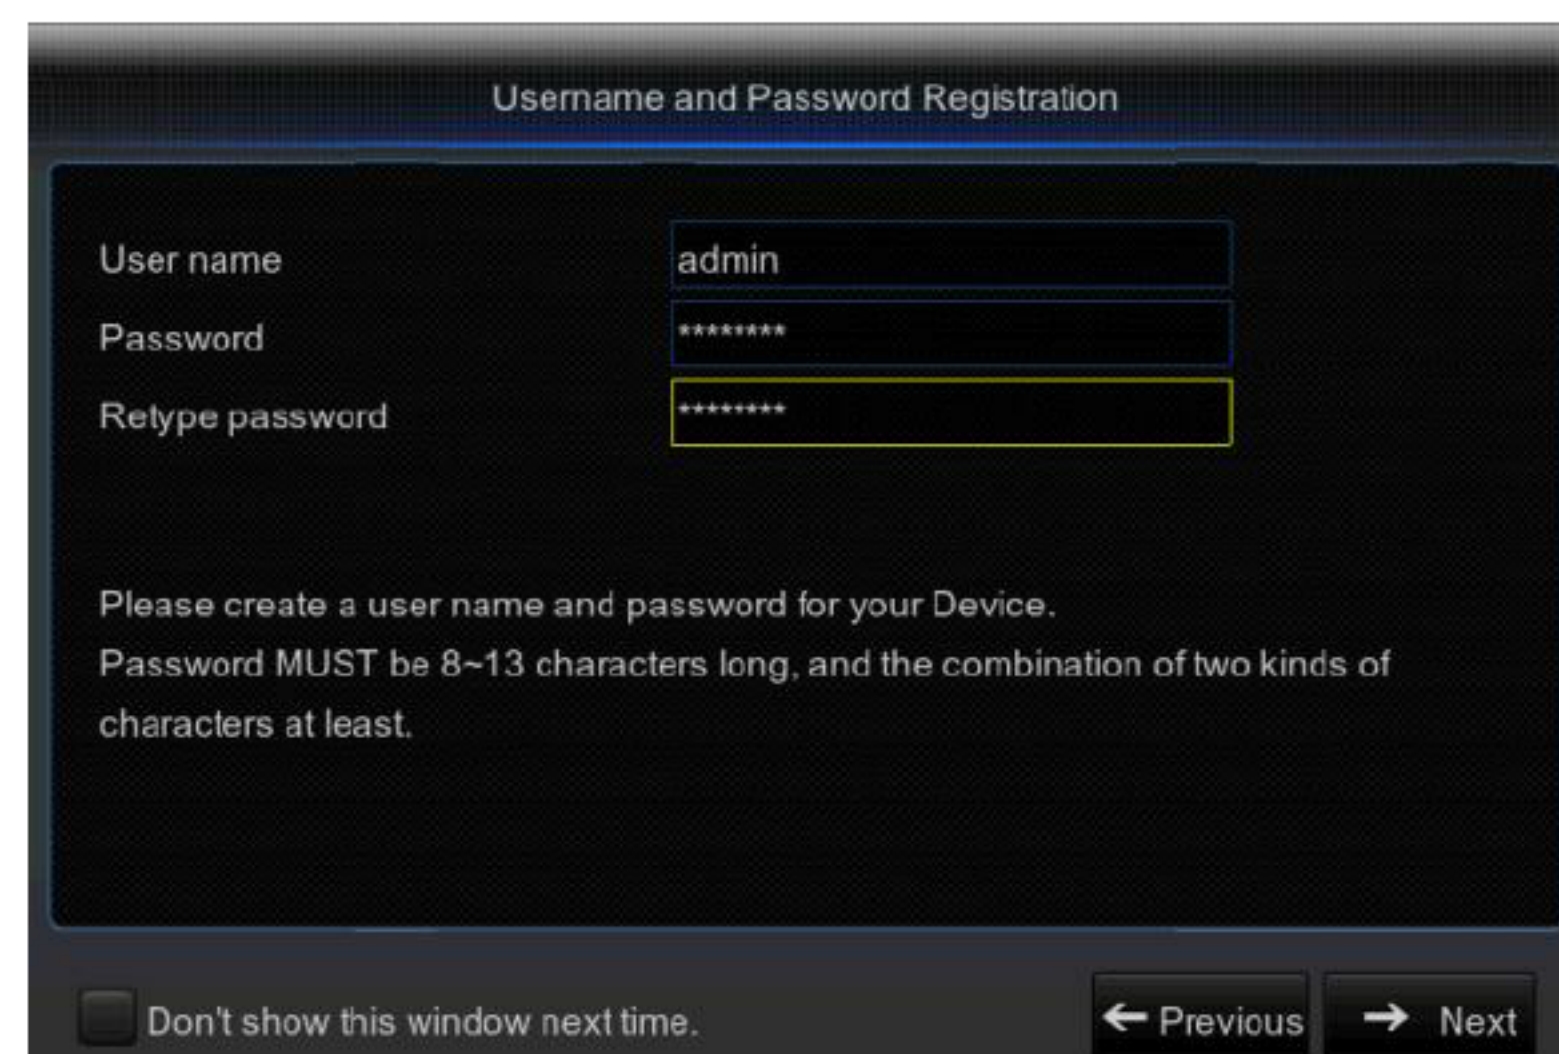 Username and Password Registration
User name admin
Password ********
Retype password ********
Please create a user name and password for your Device.
Password MUST be 8~13 characters long, and the combination of two kinds of
characters at least.
Don't show this window next time. ← Previous → Next